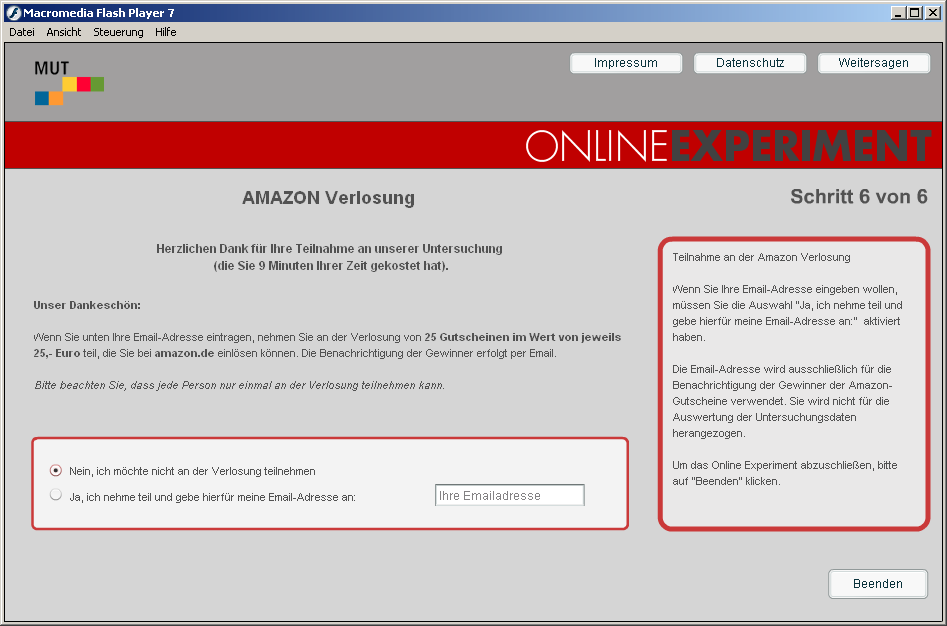 Macromedia Flash Player 7
Datei Ansicht Steuerung Hilfe
MUT
Impressum Datenschutz Weitersagen
ONLINEEXPERIMENT
AMAZON Verlosung
Schritt 6 von 6
Herzlichen Dank für Ihre Teilnahme an unserer Untersuchung
(die Sie 9 Minuten Ihrer Zeit gekostet hat).
Unser Dankeschön:
Wenn Sie unten Ihre Email-Adresse eintragen, nehmen Sie an der Verlosung von 25 Gutscheinen im Wert von jeweils
25,- Euro teil, die Sie bei amazon.de einlösen können. Die Benachrichtigung der Gewinner erfolgt per Email.
Bitte beachten Sie, dass jede Person nur einmal an der Verlosung teilnehmen kann.
Nein, ich möchte nicht an der Verlosung teilnehmen
Ja, ich nehme teil und gebe hierfür meine Email-Adresse an:
Ihre Emailadresse
Teilnahme an der Amazon Verlosung
Wenn Sie Ihre Email-Adresse eingeben wollen,
müssen Sie die Auswahl "Ja, ich nehme teil und
gebe hierfür meine Email-Adresse an:" aktiviert
haben.
Die Email-Adresse wird ausschließlich für die
Benachrichtigung der Gewinner der Amazon-
Gutscheine verwendet. Sie wird nicht für die
Auswertung der Untersuchungsdaten
herangezogen.
Um das Online Experiment abzuschließen, bitte
auf "Beenden" klicken.
Beenden